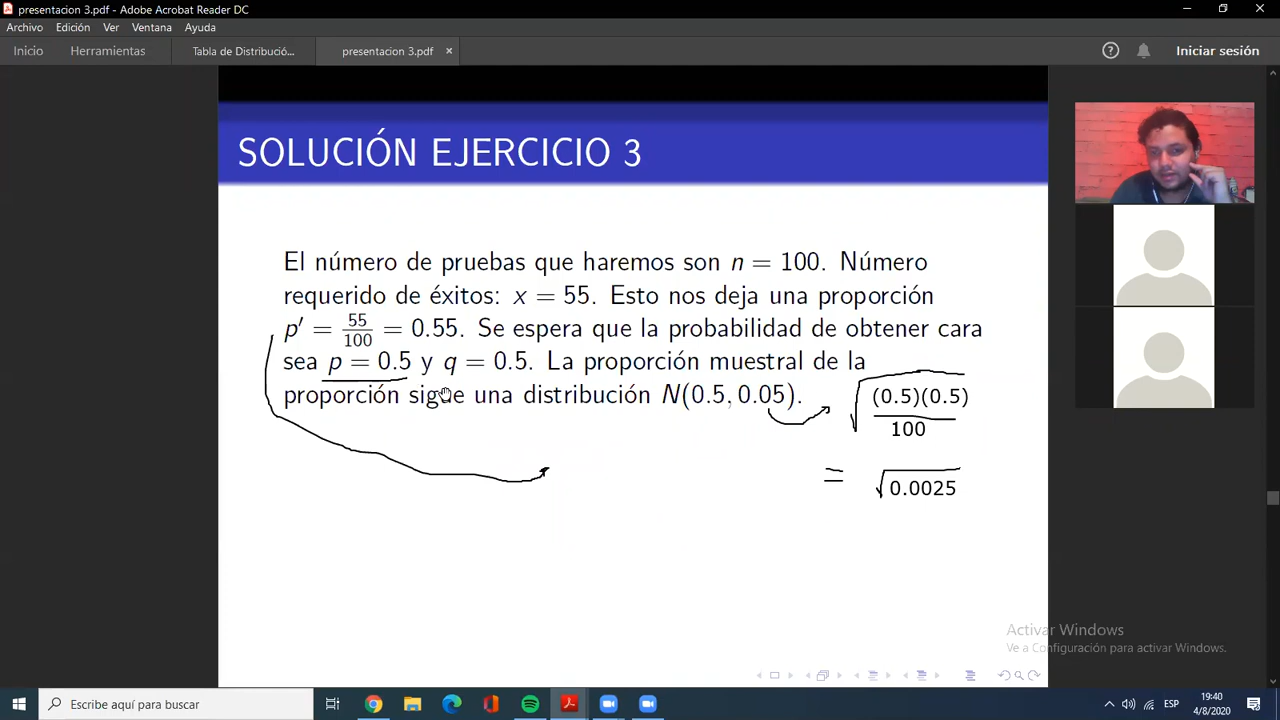 presentacion 3.pdf - Adobe Acrobat Reader DC
Archivo Edición Ver Ventana Ayuda
Inicio Herramientas Tabla de Distribució... presentacion 3.pdf × Iniciar sesión
SOLUCIÓN EJERCICIO 3
El número de pruebas que haremos son n = 100. Número
requerido de éxitos: x = 55. Esto nos deja una proporción
p′ = 55/100 = 0.55. Se espera que la probabilidad de obtener cara
sea p = 0.5 y q = 0.5. La proporción muestral de la
proporción sigue una distribución N(0.5, 0.05).
√((0.5)(0.5)/100)
= √0.0025
Activar Windows
Ve a Configuración para activar Windows.
Escribe aquí para buscar
ESP
19:40
4/8/2020